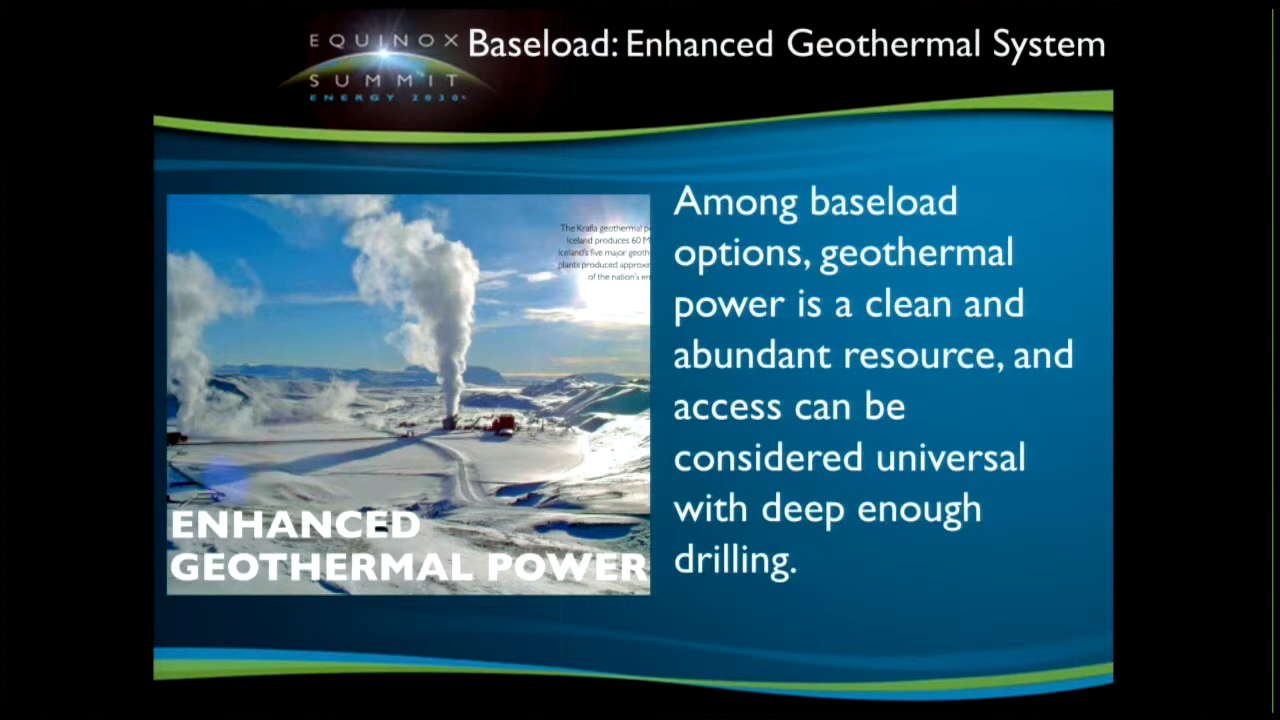 EQUINOX
SUMMIT
ENERGY 2030
Baseload: Enhanced Geothermal System
The Krafla geothermal
Iceland produces 60
Iceland's five major
plants produced
of the nation's
ENHANCED
GEOTHERMAL POWER
Among baseload
options, geothermal
power is a clean and
abundant resource, and
access can be
considered universal
with deep enough
drilling.